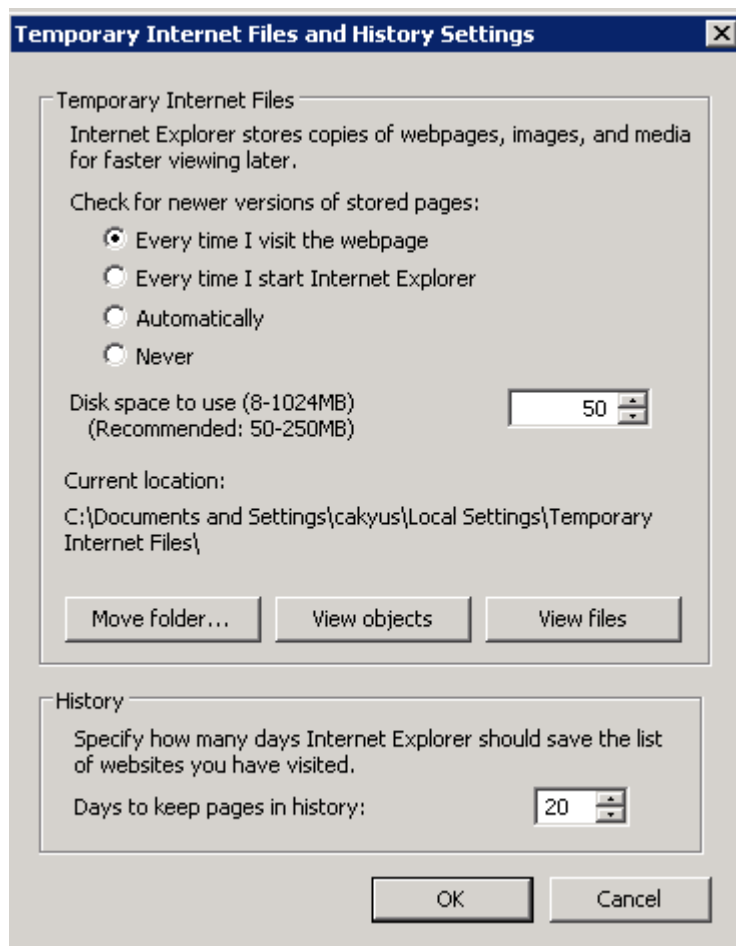 Temporary Internet Files and History Settings
Temporary Internet Files
Internet Explorer stores copies of webpages, images, and media
for faster viewing later.
Check for newer versions of stored pages:
Every time I visit the webpage
Every time I start Internet Explorer
Automatically
Never
Disk space to use (8-1024MB)
(Recommended: 50-250MB)
50
Current location:
C:\Documents and Settings\cakyus\Local Settings\Temporary
Internet Files\
Move folder...
View objects
View files
History
Specify how many days Internet Explorer should save the list
of websites you have visited.
Days to keep pages in history:
20
OK
Cancel